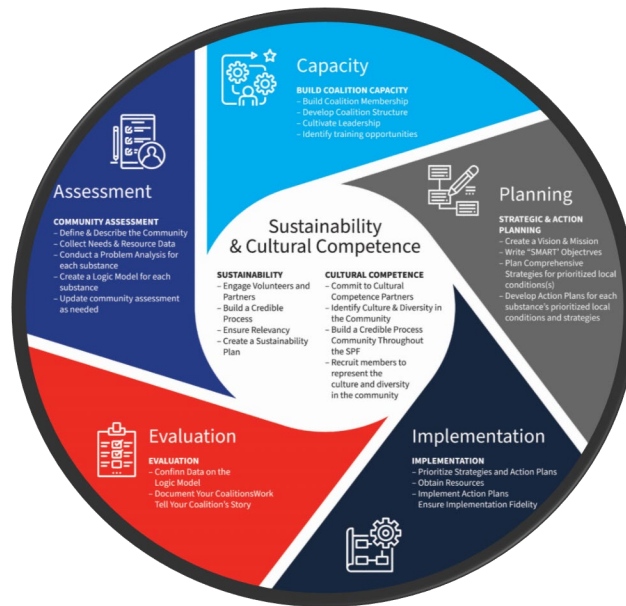 Capacity
BUILD COALITION CAPACITY
– Build Coalition Membership
– Develop Coalition Structure
– Cultivate Leadership
– Identify training opportunities
Assessment
COMMUNITY ASSESSMENT
– Define & Describe the Community
– Collect Needs & Resource Data
– Conduct a Problem Analysis for
each substance
– Create a Logic Model for each
substance
– Update community assessment
as needed
Planning
STRATEGIC & ACTION
PLANNING
– Create a Vision & Mission
– Write "SMART' Objectrves
– Plan Comprehensive
Strategies for prioritized local
conditions(s)
– Develop Action Plans for each
substance's prioritized local
conditions and strategies
Sustainability
& Cultural Competence
SUSTAINABILITY
– Engage Volunteers and
Partners
– Build a Credible
Process
– Ensure Relevancy
– Create a Sustainability
Plan
CULTURAL COMPETENCE
– Commit to Cultural
Competence Partners
– Identify Culture & Diversity in
the Community
– Build a Credible Process
Community Throughout
the SPF
– Recruit members to
represent the
culture and diversity
in the community
Evaluation
EVALUATION
– Confinn Data on the
Logic Model
– Document Your CoalitionsWork
Tell Your Coalition's Story
Implementation
IMPLEMENTATION
– Prioritize Strategies and Action Plans
– Obtain Resources
– Implement Action Plans
Ensure Implementation Fidelity